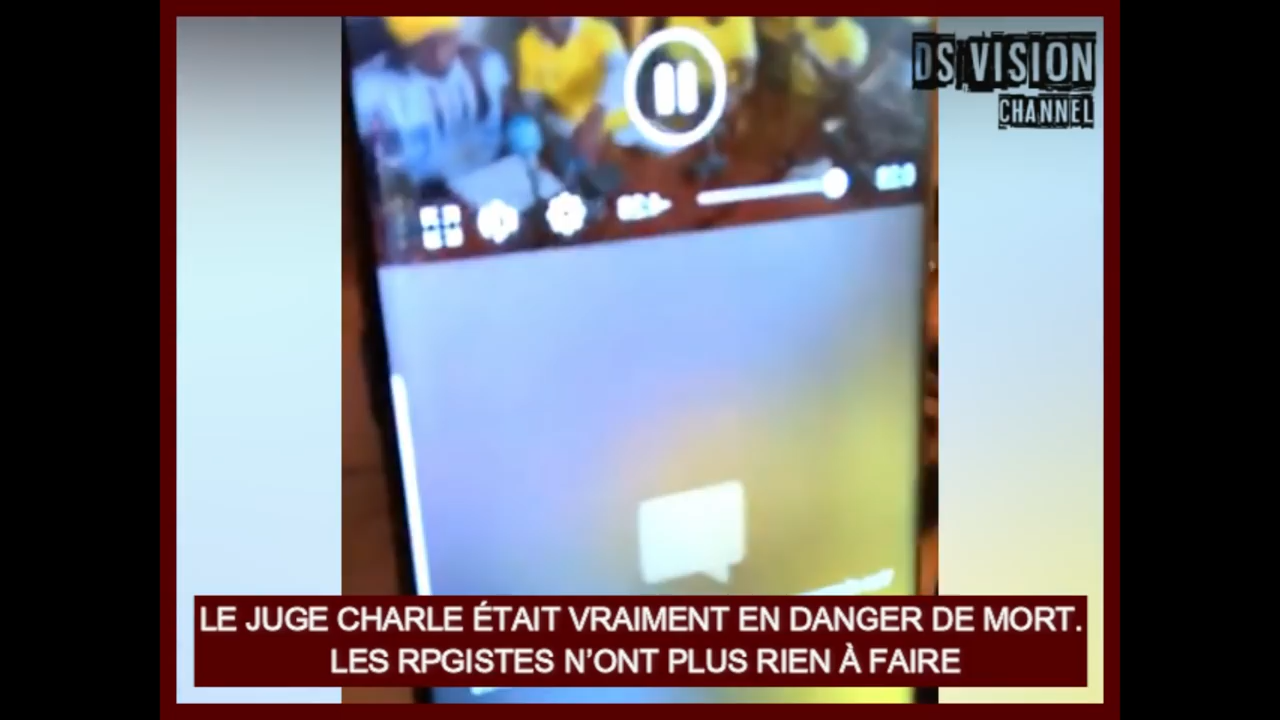 DS VISION
CHANNEL
LE JUGE CHARLE ÉTAIT VRAIMENT EN DANGER DE MORT.
LES RPGISTES N'ONT PLUS RIEN À FAIRE